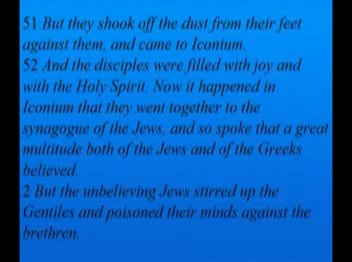 51 But they shook off the dust from their feet
against them, and came to Iconium.
52 And the disciples were filled with joy and
with the Holy Spirit. Now it happened in
Iconium that they went together to the
synagogue of the Jews, and so spoke that a great
multitude both of the Jews and of the Greeks
believed.
2 But the unbelieving Jews stirred up the
Gentiles and poisoned their minds against the
brethren.